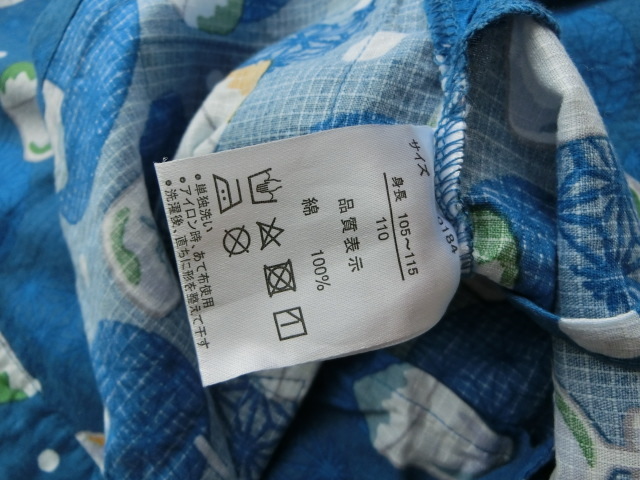 サイズ
身長 105～115
110
品質表示
綿 100%
・単独洗い
・アイロン時、あて布使用
・洗濯後、直ちに形を整えて干す